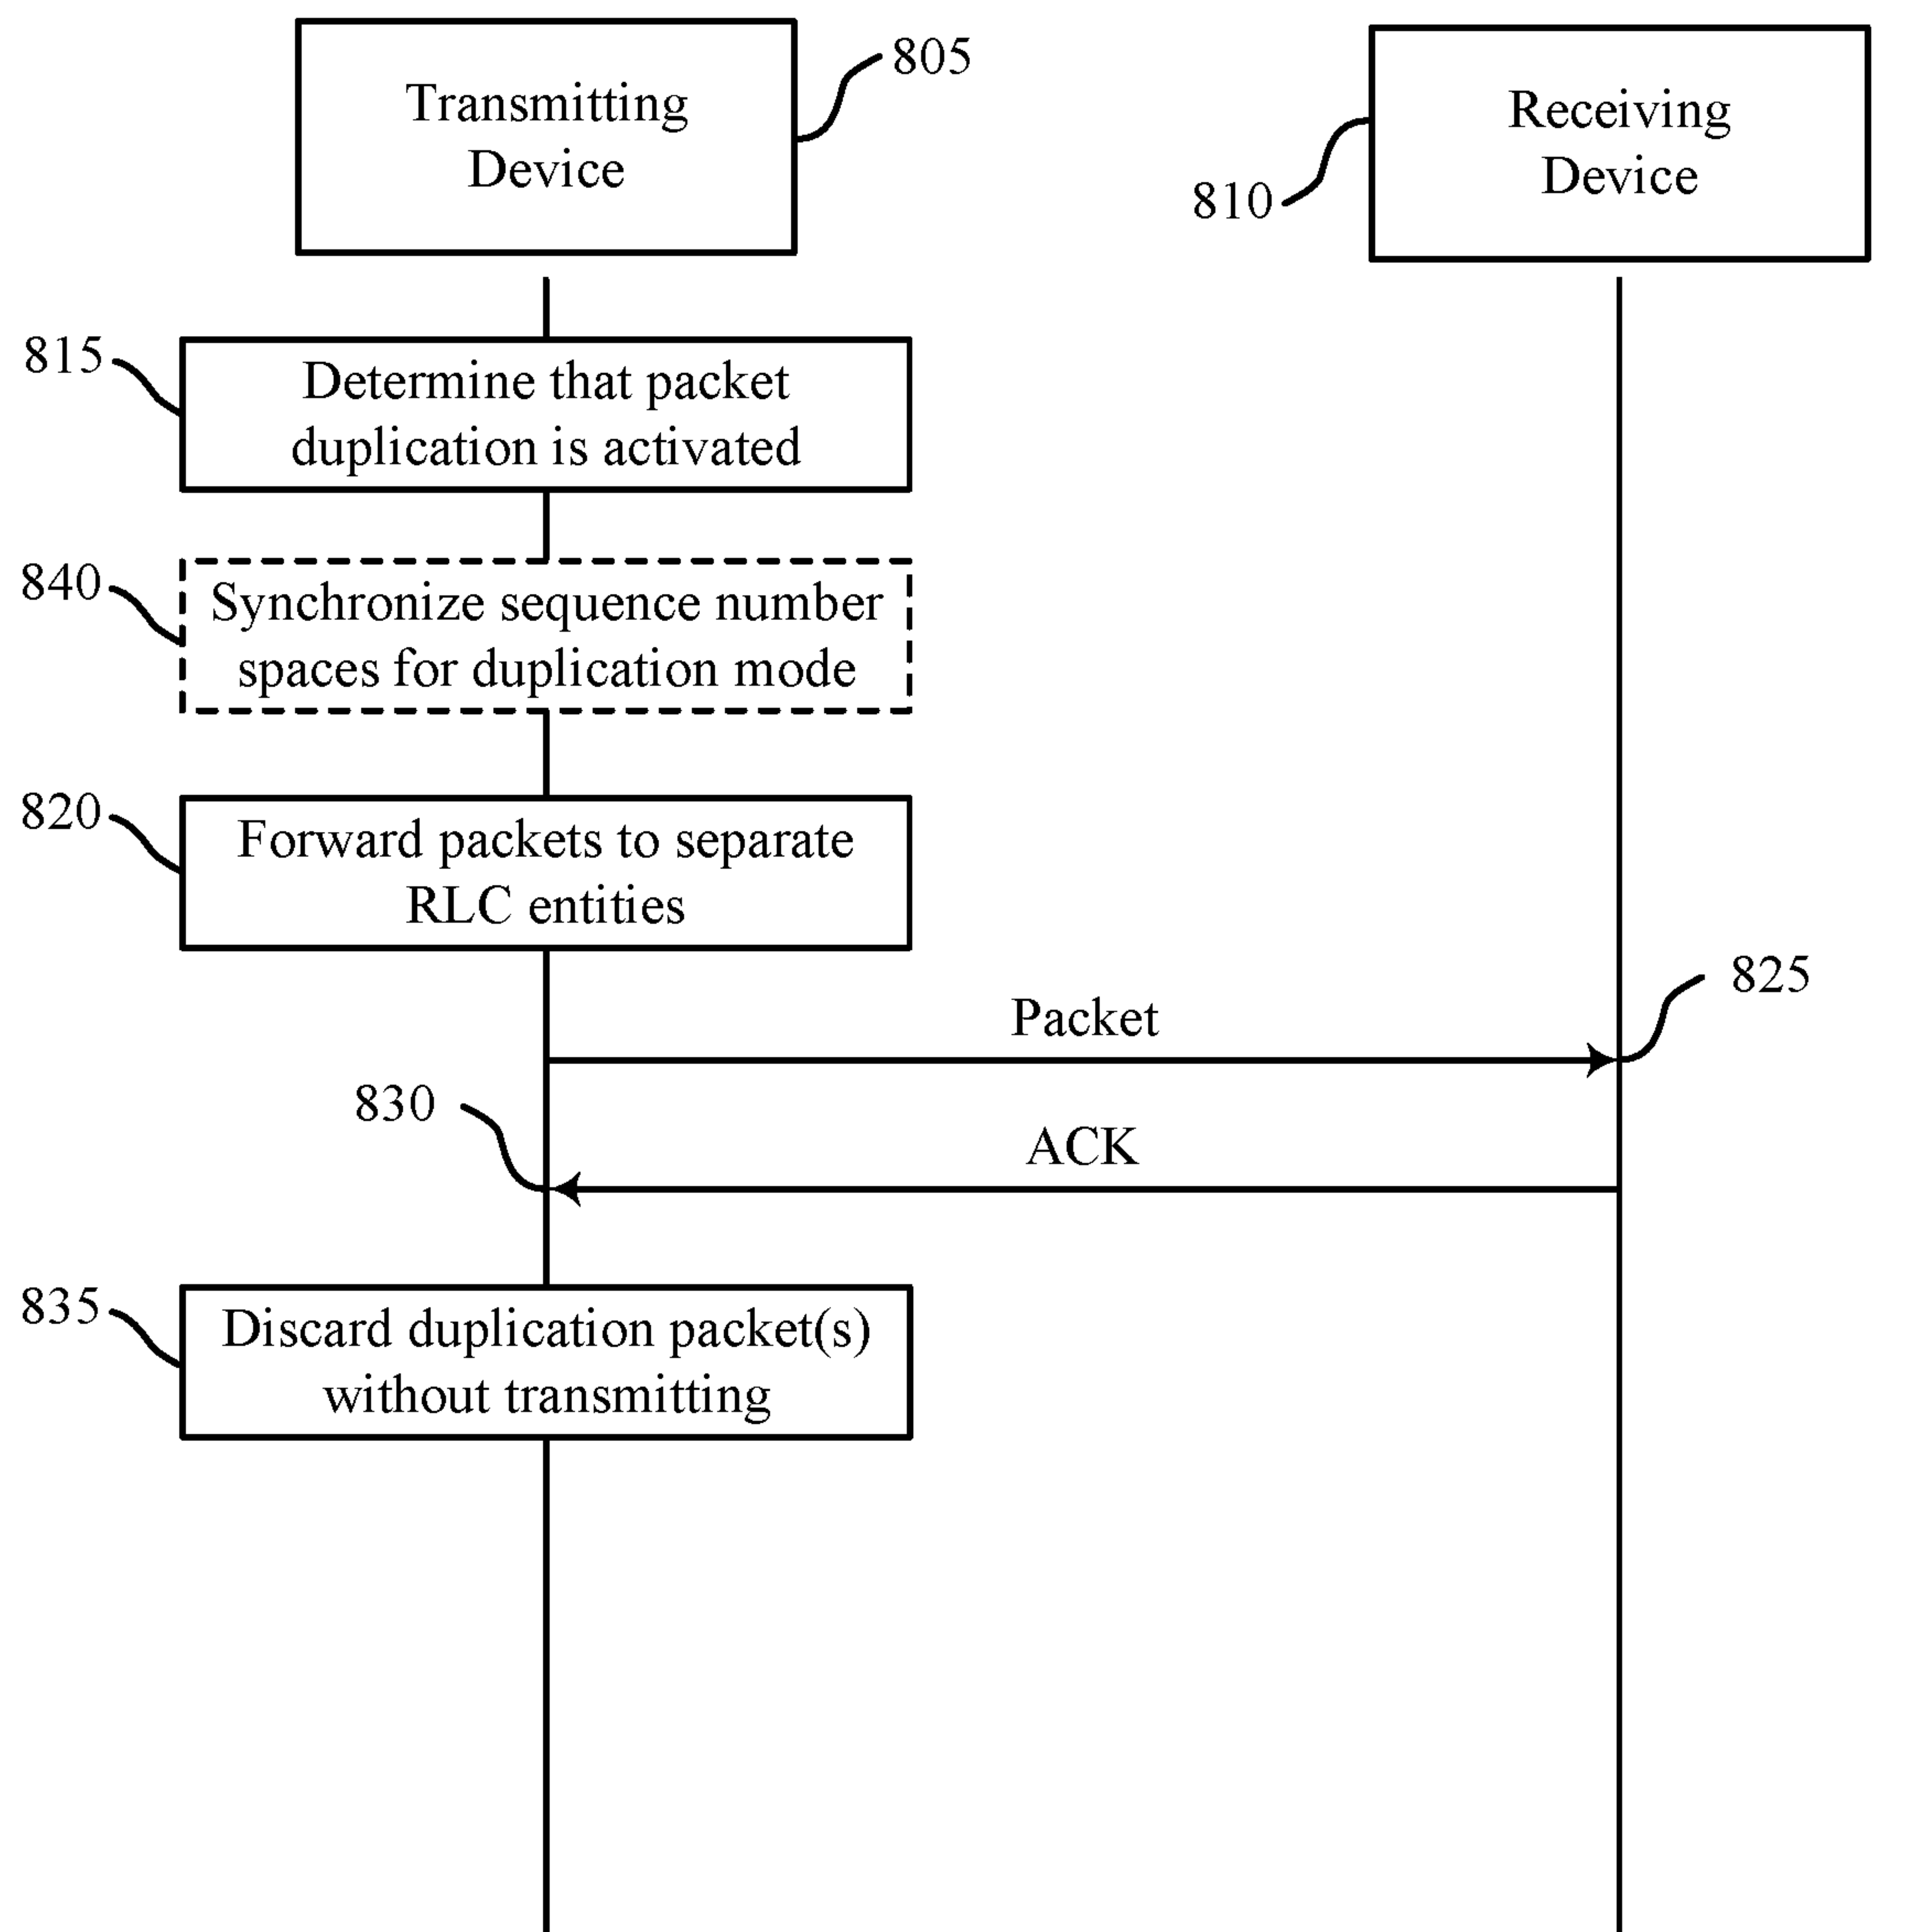 Transmitting
Device
805
Receiving
Device
810
815
Determine that packet
duplication is activated
840
Synchronize sequence number
spaces for duplication mode
820
Forward packets to separate
RLC entities
825
Packet
830
ACK
835
Discard duplication packet(s)
without transmitting